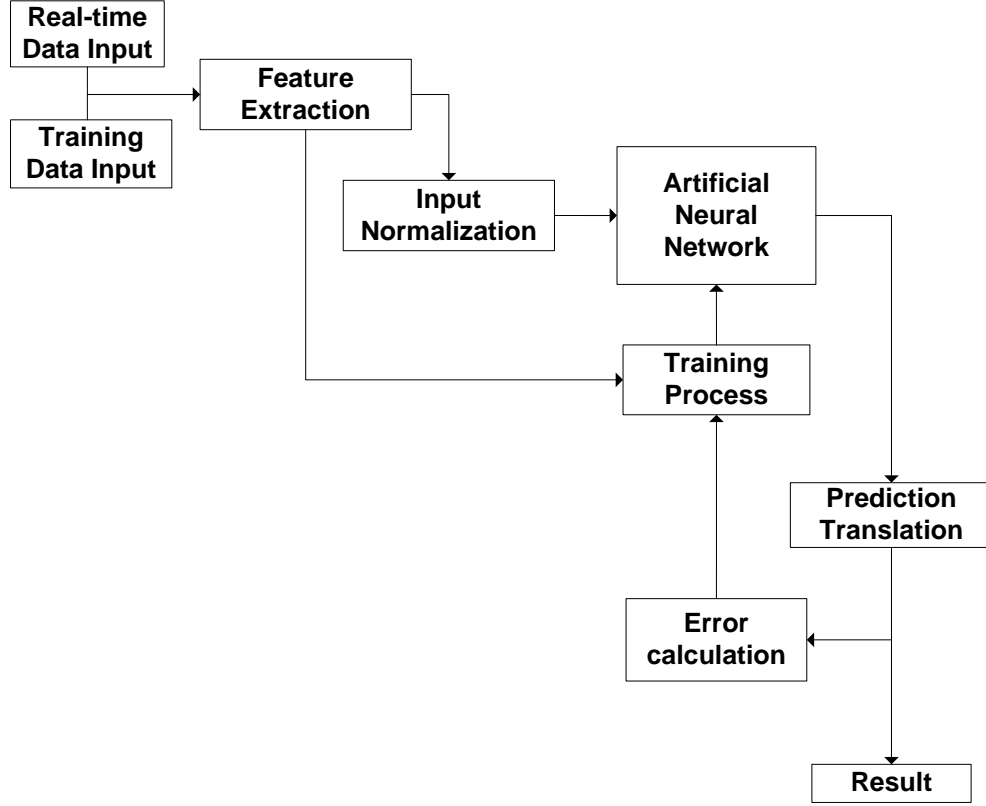 Real-time
Data Input
Feature
Extraction
Training
Data Input
Input
Normalization
Artificial
Neural
Network
Training
Process
Prediction
Translation
Error
calculation
Result